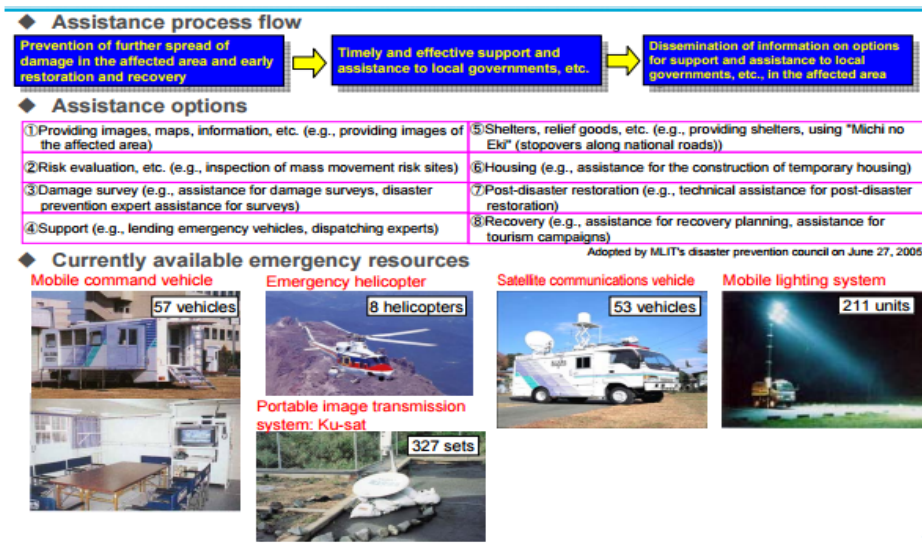 ◆ Assistance process flow
Prevention of further spread of
damage in the affected area and early
restoration and recovery
Timely and effective support and
assistance to local governments, etc.
Dissemination of information on options
for support and assistance to local
governments, etc., in the affected area
◆ Assistance options
①Providing images, maps, information, etc. (e.g., providing images of
the affected area)
②Risk evaluation, etc. (e.g., inspection of mass movement risk sites)
③Damage survey (e.g., assistance for damage surveys, disaster
prevention expert assistance for surveys)
④Support (e.g., lending emergency vehicles, dispatching experts)
⑤Shelters, relief goods, etc. (e.g., providing shelters, using "Michi no
Eki" (stopovers along national roads))
⑥Housing (e.g., assistance for the construction of temporary housing)
⑦Post-disaster restoration (e.g., technical assistance for post-disaster
restoration)
⑧Recovery (e.g., assistance for recovery planning, assistance for
tourism campaigns)
Adopted by MLIT's disaster prevention council on June 27, 2005
◆ Currently available emergency resources
Mobile command vehicle
57 vehicles
Emergency helicopter
8 helicopters
Portable image transmission
system: Ku-sat
327 sets
Satellite communications vehicle
53 vehicles
Mobile lighting system
211 units